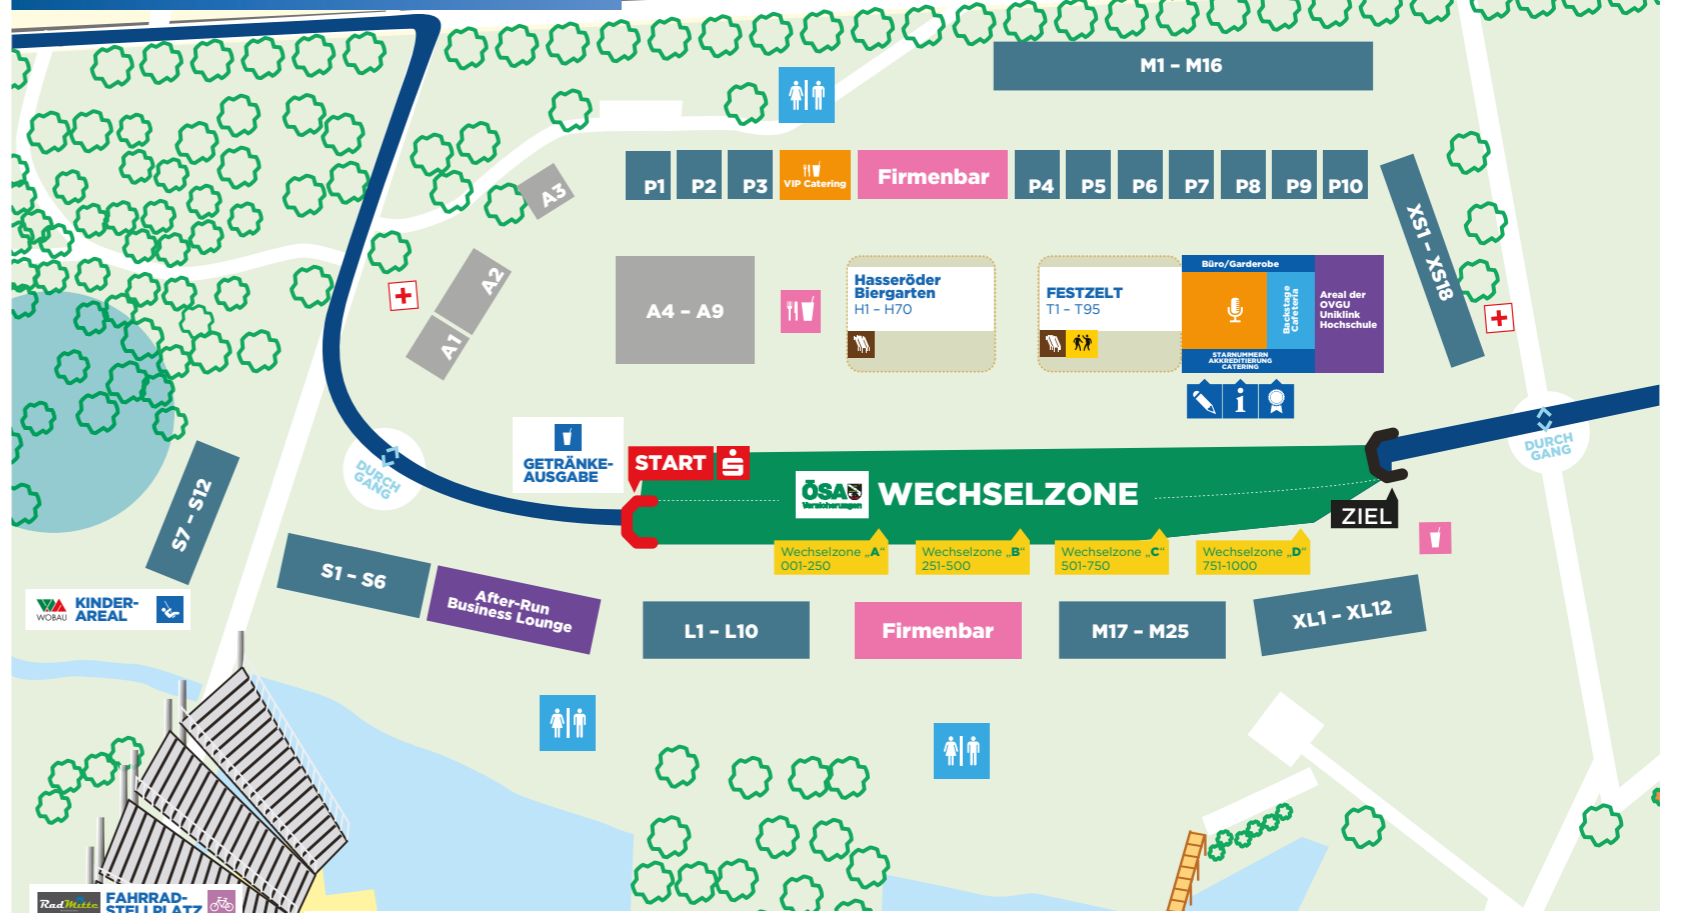 M1 – M16
P1
P2
P3
VIP Catering
Firmenbar
P4
P5
P6
P7
P8
P9
P10
XS1 – XS18
A3
A2
A1
A4 – A9
Hasseröder
Biergarten
H1 – H70
FESTZELT
T1 – T95
Büro/Garderobe
Backstage
Cafeteria
Areal der
OVGU
Uniklink
Hochschule
STARNUMMERN
AKKREDITIERUNG
CATERING
DURCH
GANG
GETRÄNKE-
AUSGABE
START
ÖSA
Versicherungen
WECHSELZONE
ZIEL
DURCH
GANG
Wechselzone „A“
001-250
Wechselzone „B“
251-500
Wechselzone „C“
501-750
Wechselzone „D“
751-1000
S7 – S12
S1 – S6
After-Run
Business Lounge
WOBAU
KINDER-
AREAL
L1 – L10
Firmenbar
M17 – M25
XL1 – XL12
RadMitte
FAHRRAD-
STELLPLATZ